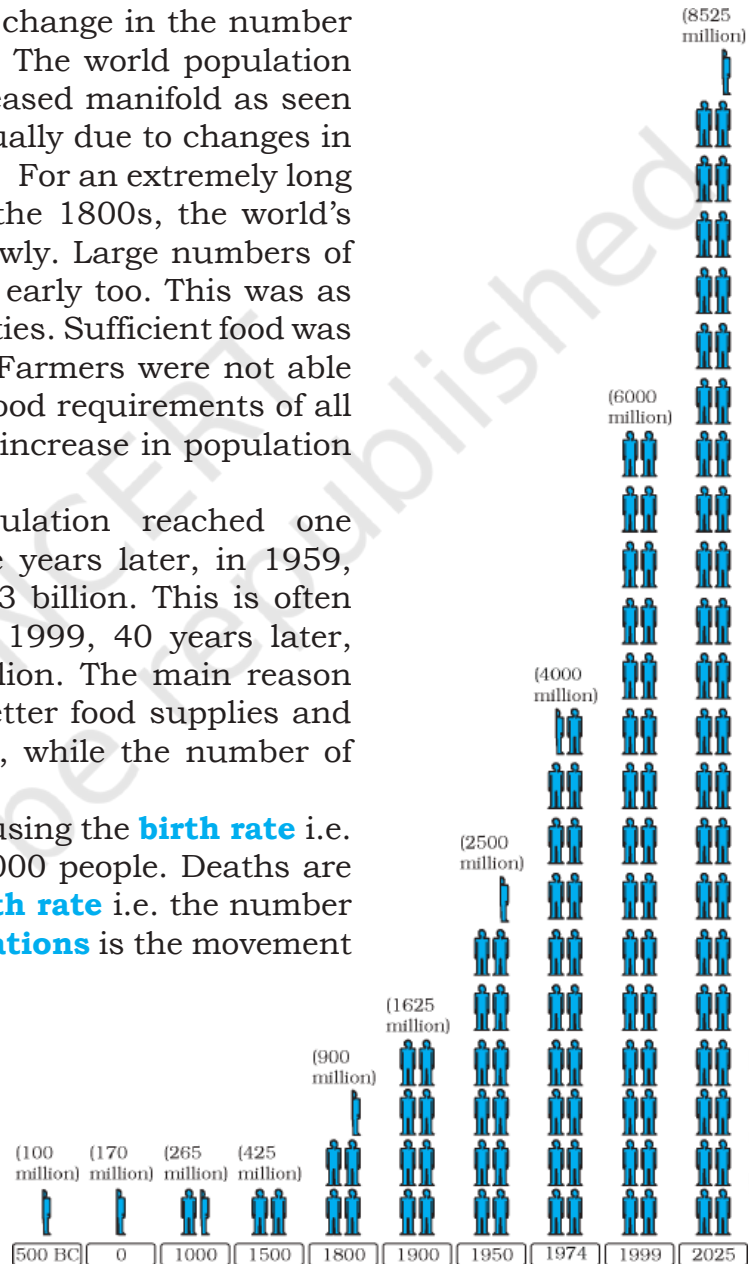 change in the number
The world population
eased manifold as seen
ually due to changes in
For an extremely long
the 1800s, the world's
wly. Large numbers of
early too. This was as
ties. Sufficient food was
Farmers were not able
ood requirements of all
increase in population
ulation reached one
e years later, in 1959,
3 billion. This is often
1999, 40 years later,
lion. The main reason
etter food supplies and
, while the number of
using the birth rate i.e.
000 people. Deaths are
th rate i.e. the number
ations is the movement
(8525
million)
(6000
million)
(4000
million)
(2500
million)
(1625
million)
(900
million)
(100 (170 (265 (425
million) million) million) million)
500 BC 0 1000 1500 1800 1900 1950 1974 1999 2025
NCERT
be republished